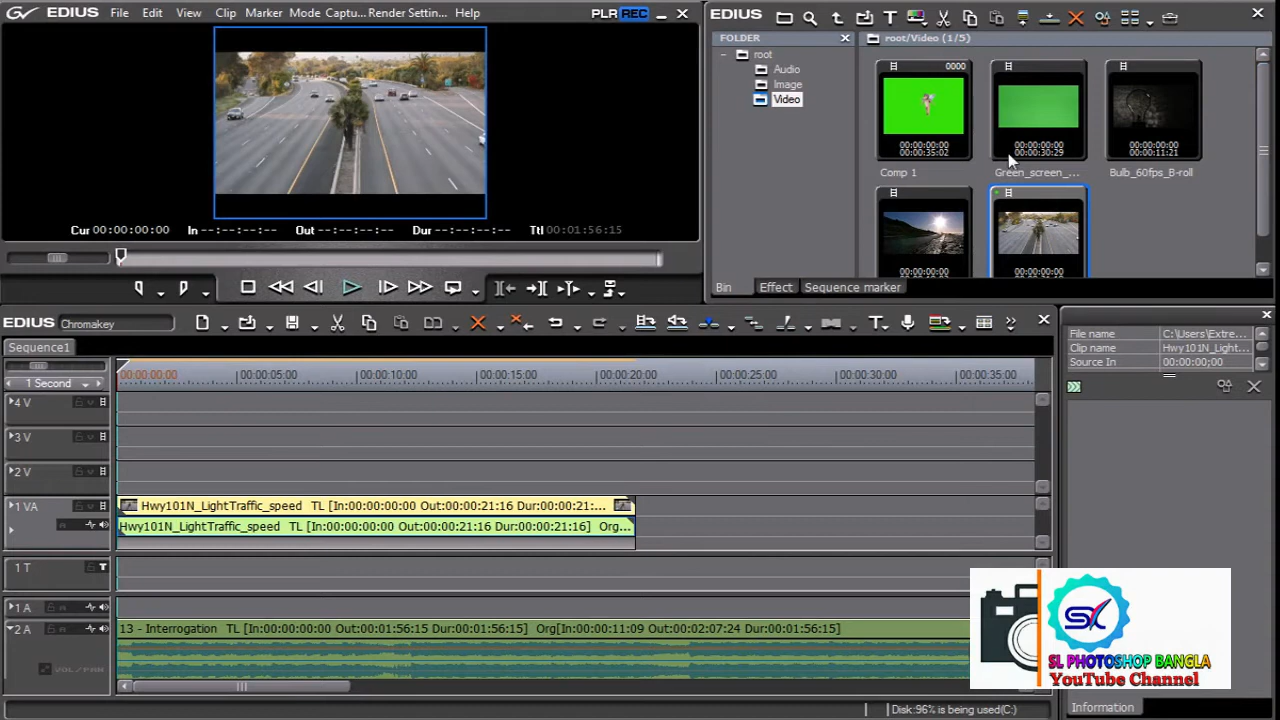 File Edit View Clip Marker Mode Captu... Render Settin... Help PLR REC
Cur 00:00:00:00 In --:--:--:-- Out --:--:--:-- Dur --:--:--:-- Ttl 00:01:56:15
EDIUS
FOLDER
root
Audio
Image
Video
root/Video (1/5)
0000
00:00:00:00
00:00:35:02
Comp 1
00:00:00:00
00:00:30:29
Green_screen_...
00:00:00:00
00:00:11:21
Bulb_60fps_B-roll
00:00:00:00
00:00:00:00
Bin Effect Sequence marker
EDIUS Chromakey
Sequence1
1 Second
00:00:00:00 00:00:05:00 00:00:10:00 00:00:15:00 00:00:20:00 00:00:25:00 00:00:30:00 00:00:35:00
4 V
3 V
2 V
1 VA
Hwy101N_LightTraffic_speed TL [In:00:00:00:00 Out:00:00:21:16 Dur:00:00:21:...
Hwy101N_LightTraffic_speed TL [In:00:00:00:00 Out:00:00:21:16 Dur:00:00:21:16] Org...
1 T
T
1 A
2 A
13 - Interrogation TL [In:00:00:00:00 Out:00:01:56:15 Dur:00:01:56:15] Org[In:00:00:11:09 Out:00:02:07:24 Dur:00:01:56:15]
VOL/PAN
File name C:\Users\Extre...
Clip name Hwy101N_Light...
Source In 00:00:00;00
SL PHOTOSHOP BANGLA
YouTube Channel
Information
Disk:96% is being used(C:)